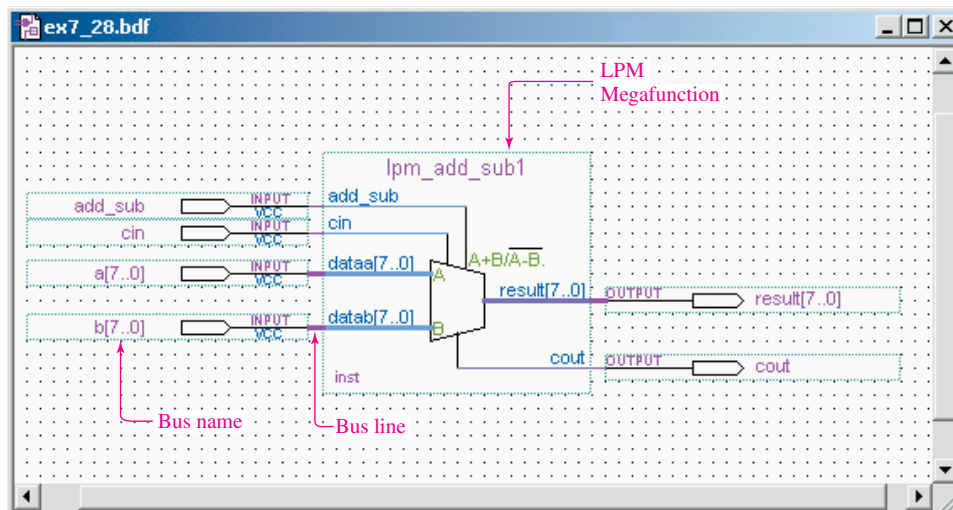 ex7_28.bdf
LPM
Megafunction
lpm_add_sub1
add_sub
INPUT
VCC
add_sub
cin
INPUT
VCC
cin
A+B/A-B.
a[7..0]
INPUT
VCC
dataa[7..0]
A
result[7..0]
OUTPUT
result[7..0]
b[7..0]
INPUT
VCC
datab[7..0]
B
cout
OUTPUT
cout
inst
Bus name
Bus line